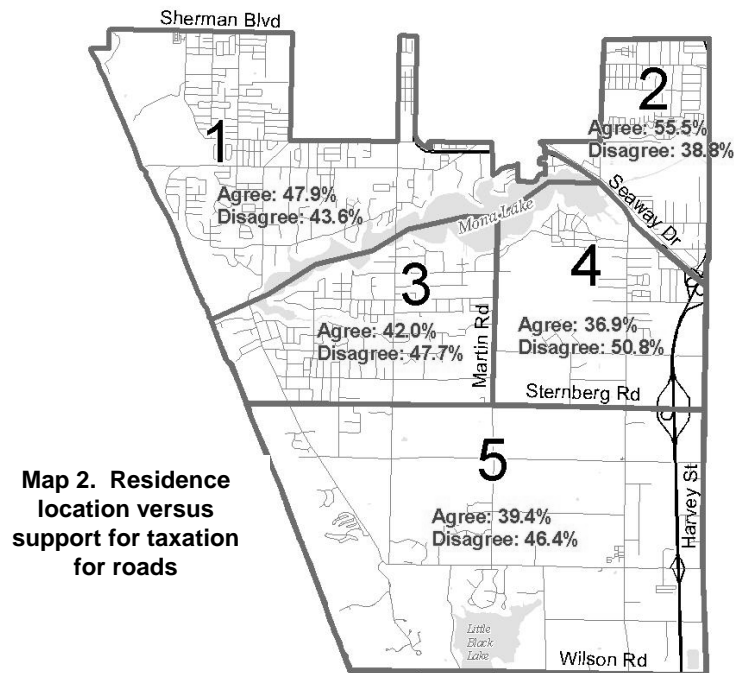 Sherman Blvd
1
Agree: 47.9%
Disagree: 43.6%
2
Agree: 55.5%
Disagree: 38.8%
Seaway Dr
Mona Lake
3
Agree: 42.0%
Disagree: 47.7%
Martin Rd
4
Agree: 36.9%
Disagree: 50.8%
Sternberg Rd
5
Agree: 39.4%
Disagree: 46.4%
Harvey St
Map 2. Residence
location versus
support for taxation
for roads
Little
Black
Lake
Wilson Rd